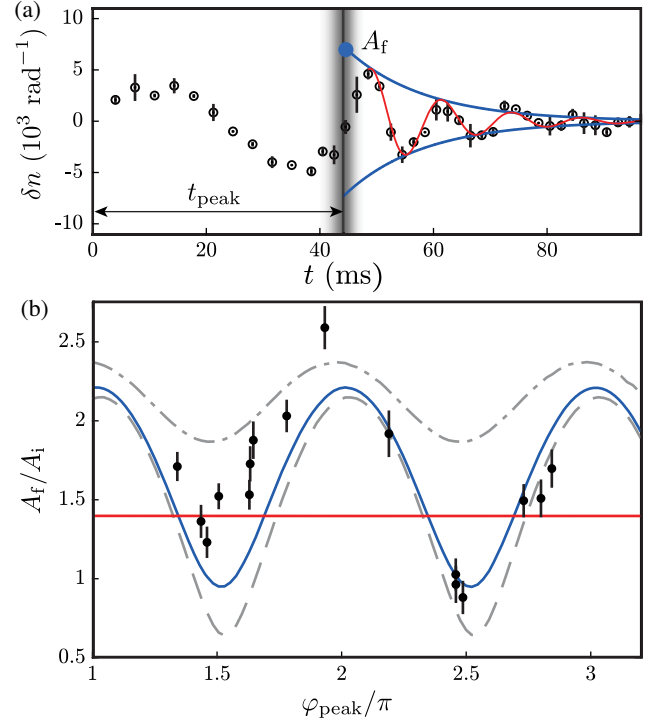 (a)
10
5
0
-5
-10
δn (10³ rad⁻¹)
A_f
t_peak
0
20
40
60
80
t (ms)
(b)
2.5
2
1.5
1
0.5
A_f/A_i
1
1.5
2
2.5
3
φ_peak/π